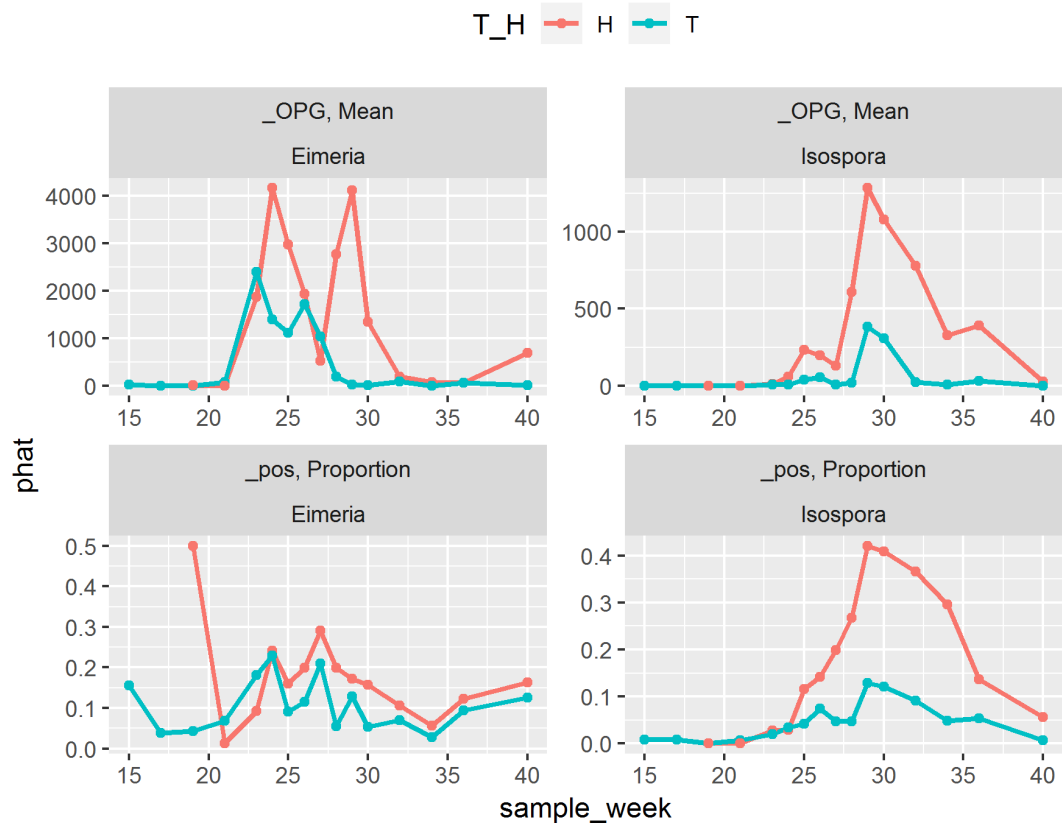 T_H H T
_OPG, Mean
Eimeria
_OPG, Mean
Isospora
4000
3000
2000
1000
0
15 20 25 30 35 40
1000
500
0
15 20 25 30 35 40
phat
_pos, Proportion
Eimeria
_pos, Proportion
Isospora
0.5
0.4
0.3
0.2
0.1
0.0
15 20 25 30 35 40
0.4
0.3
0.2
0.1
0.0
15 20 25 30 35 40
sample_week